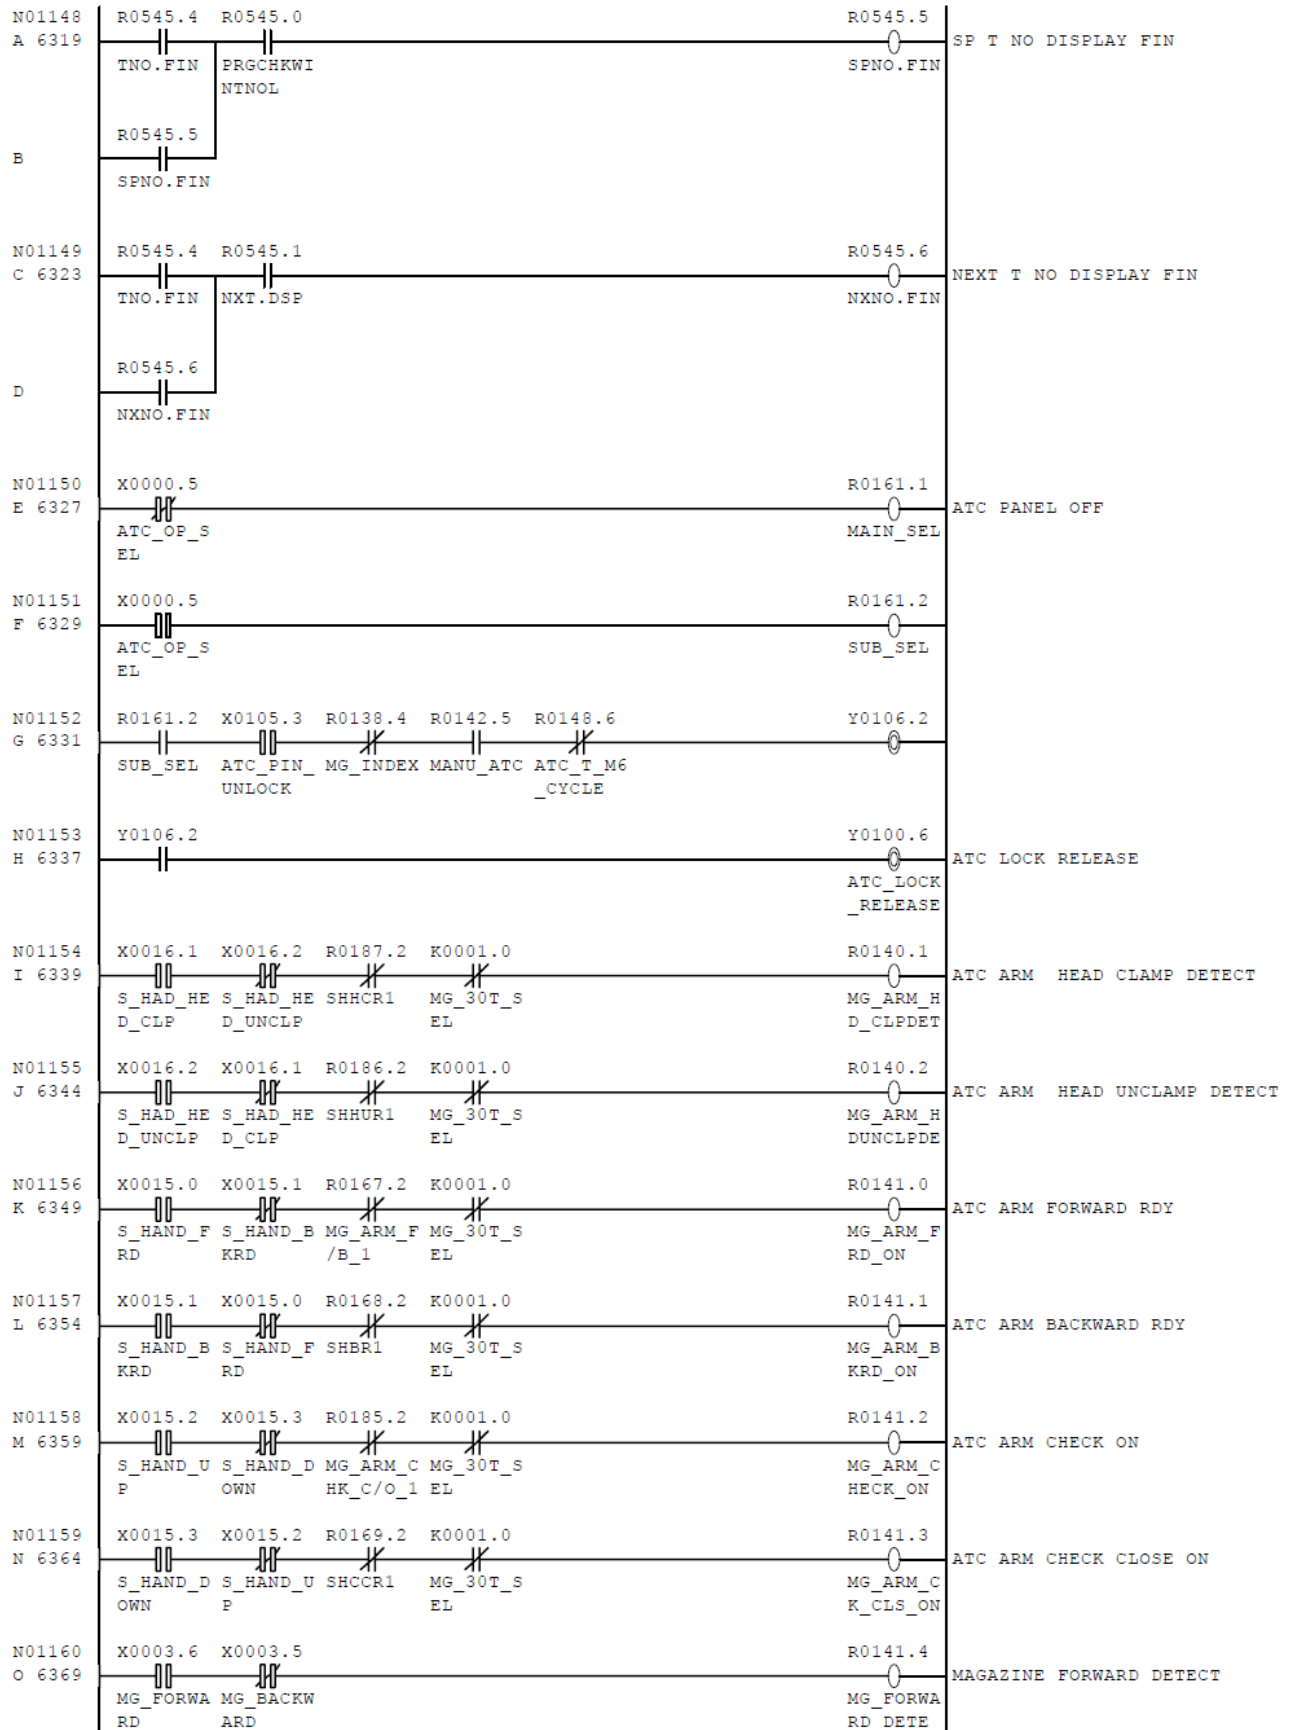 N01148 R0545.4 R0545.0 R0545.5
A 6319 SP T NO DISPLAY FIN
TNO.FIN PRGCHKWI SPNO.FIN
NTNOL
R0545.5
B
SPNO.FIN
N01149 R0545.4 R0545.1 R0545.6
C 6323 NEXT T NO DISPLAY FIN
TNO.FIN NXT.DSP NXNO.FIN
R0545.6
D
NXNO.FIN
N01150 X0000.5 R0161.1
E 6327 ATC PANEL OFF
ATC_OP_S MAIN_SEL
EL
N01151 X0000.5 R0161.2
F 6329
ATC_OP_S SUB_SEL
EL
N01152 R0161.2 X0105.3 R0138.4 R0142.5 R0148.6 Y0106.2
G 6331
SUB_SEL ATC_PIN_ MG_INDEX MANU_ATC ATC_T_M6
UNLOCK _CYCLE
N01153 Y0106.2 Y0100.6
H 6337 ATC LOCK RELEASE
ATC_LOCK
_RELEASE
N01154 X0016.1 X0016.2 R0187.2 K0001.0 R0140.1
I 6339 ATC ARM  HEAD CLAMP DETECT
S_HAD_HE S_HAD_HE SHHCR1 MG_30T_S MG_ARM_H
D_CLP D_UNCLP EL D_CLPDET
N01155 X0016.2 X0016.1 R0186.2 K0001.0 R0140.2
J 6344 ATC ARM  HEAD UNCLAMP DETECT
S_HAD_HE S_HAD_HE SHHUR1 MG_30T_S MG_ARM_H
D_UNCLP D_CLP EL DUNCLPDE
N01156 X0015.0 X0015.1 R0167.2 K0001.0 R0141.0
K 6349 ATC ARM FORWARD RDY
S_HAND_F S_HAND_B MG_ARM_F MG_30T_S MG_ARM_F
RD KRD /B_1 EL RD_ON
N01157 X0015.1 X0015.0 R0168.2 K0001.0 R0141.1
L 6354 ATC ARM BACKWARD RDY
S_HAND_B S_HAND_F SHBR1 MG_30T_S MG_ARM_B
KRD RD EL KRD_ON
N01158 X0015.2 X0015.3 R0185.2 K0001.0 R0141.2
M 6359 ATC ARM CHECK ON
S_HAND_U S_HAND_D MG_ARM_C MG_30T_S MG_ARM_C
P OWN HK_C/O_1 EL HECK_ON
N01159 X0015.3 X0015.2 R0169.2 K0001.0 R0141.3
N 6364 ATC ARM CHECK CLOSE ON
S_HAND_D S_HAND_U SHCCR1 MG_30T_S MG_ARM_C
OWN P EL K_CLS_ON
N01160 X0003.6 X0003.5 R0141.4
O 6369 MAGAZINE FORWARD DETECT
MG_FORWA MG_BACKW MG_FORWA
RD ARD RD_DETE